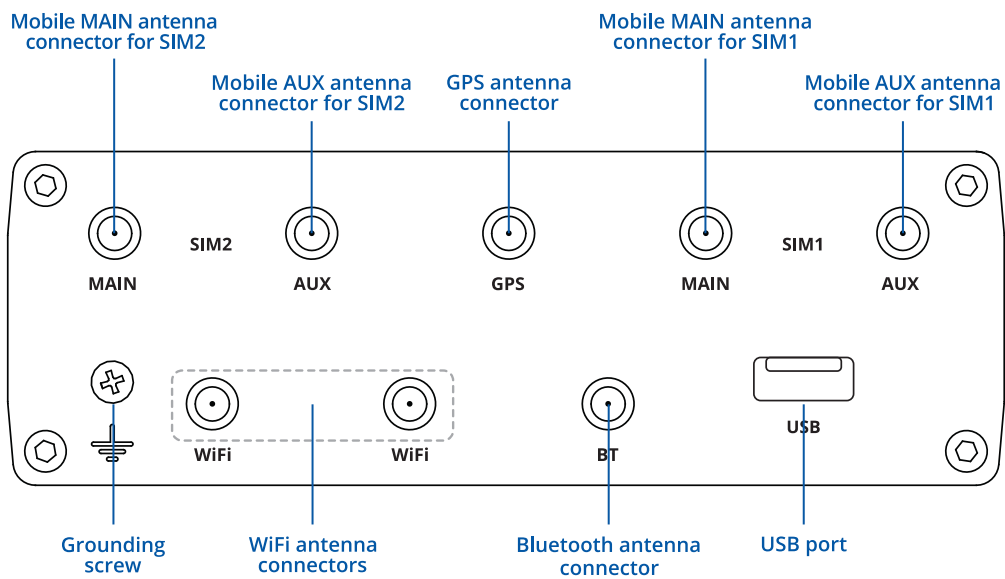 Mobile MAIN antenna
connector for SIM2
Mobile MAIN antenna
connector for SIM1
Mobile AUX antenna
connector for SIM2
GPS antenna
connector
Mobile AUX antenna
connector for SIM1
SIM2
SIM1
MAIN
AUX
GPS
MAIN
AUX
WiFi
WiFi
BT
USB
Grounding
screw
WiFi antenna
connectors
Bluetooth antenna
connector
USB port